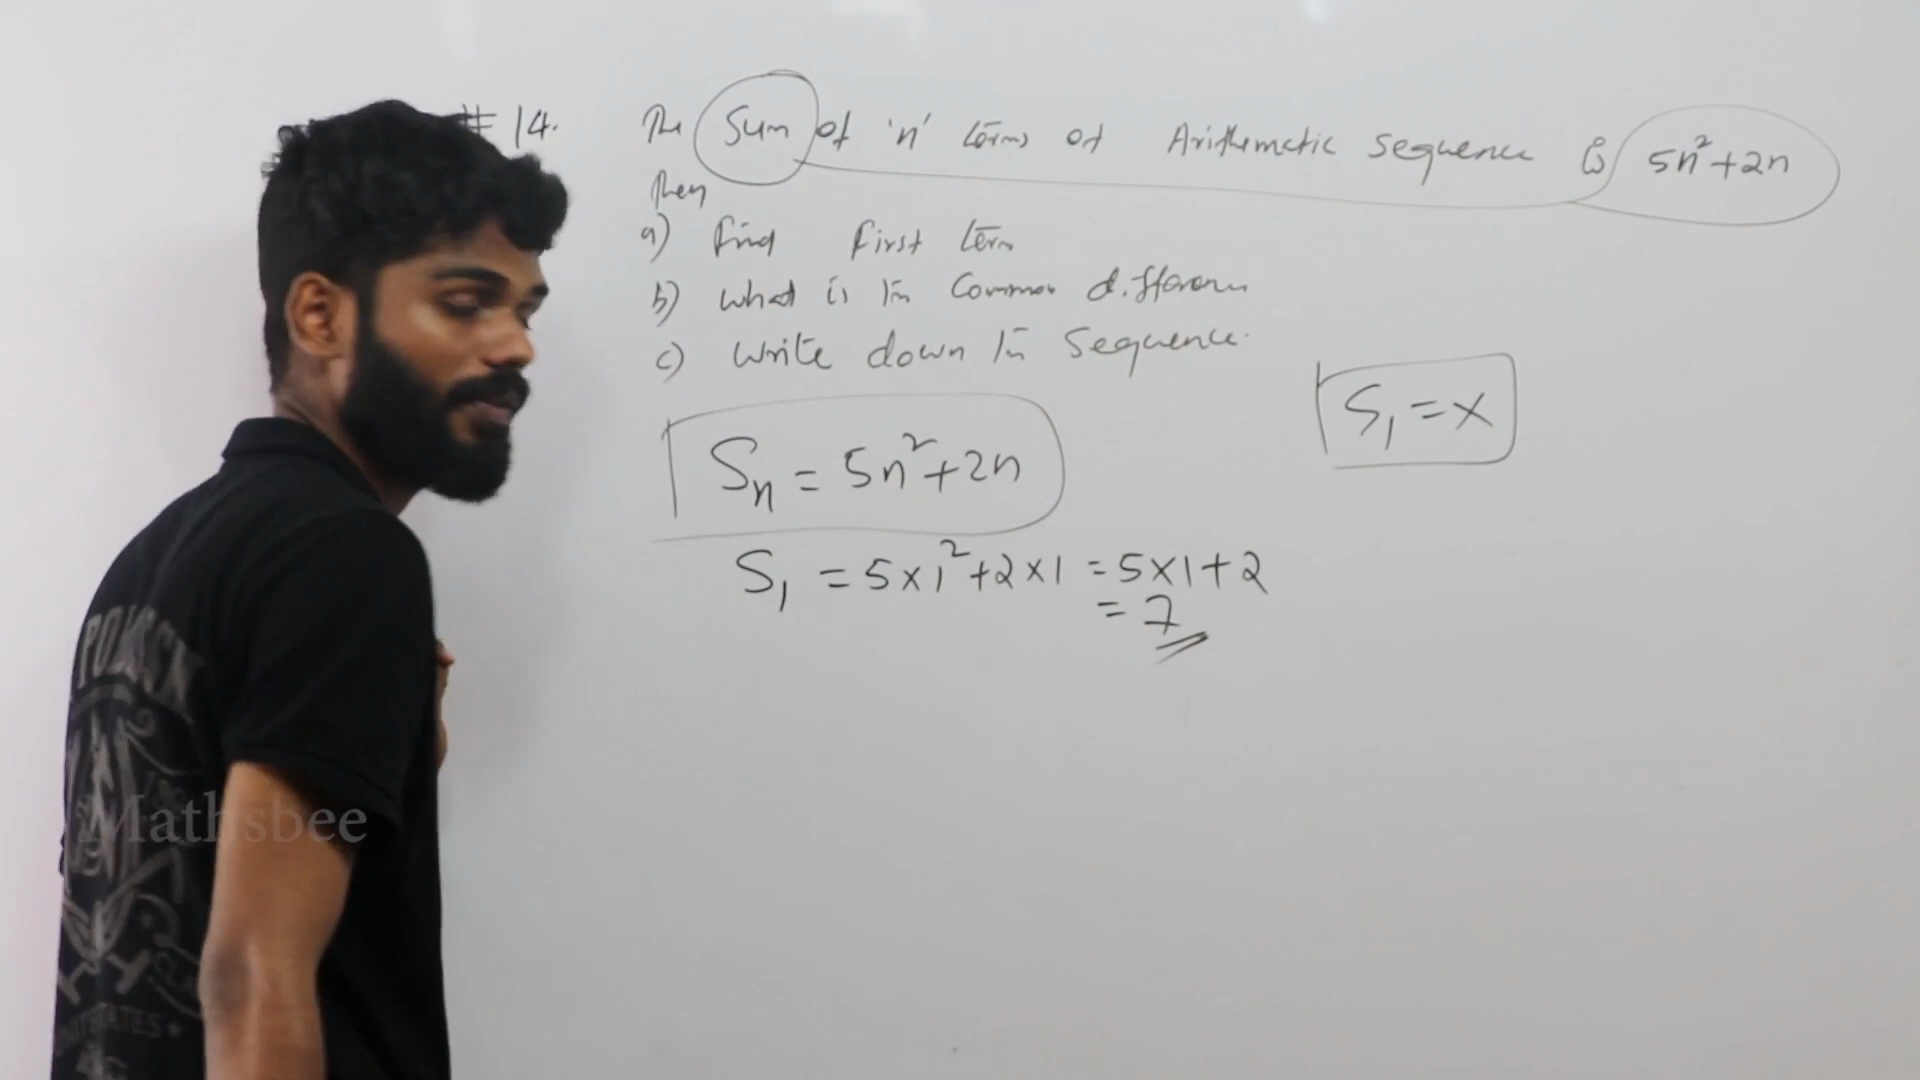 # 14. The Sum of 'n' terms of Arithemetic sequence is 5n²+2n
then
a) find first term
b) what is the common difference
c) write down the sequence.
S₁ = x
Sₙ = 5n²+2n
S₁ = 5×1²+2×1 = 5×1+2
= 7
Mathsbee